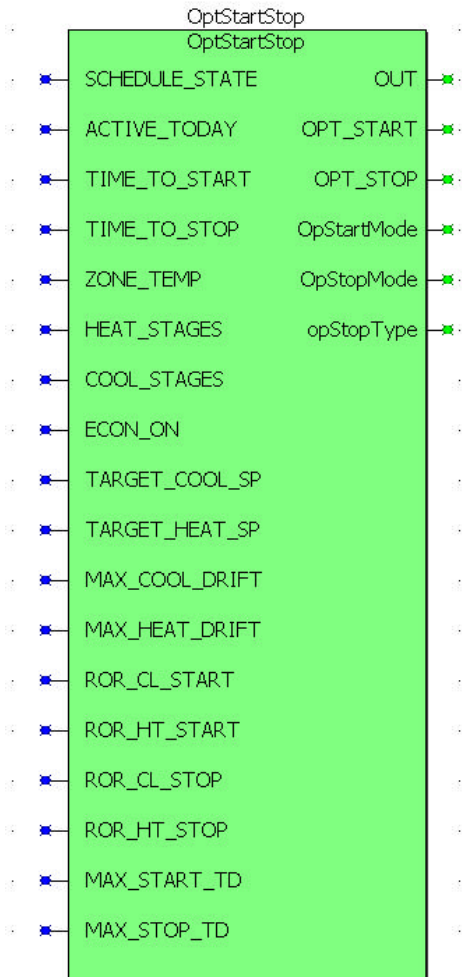 OptStartStop
OptStartStop
SCHEDULE_STATE OUT
ACTIVE_TODAY OPT_START
TIME_TO_START OPT_STOP
TIME_TO_STOP OpStartMode
ZONE_TEMP OpStopMode
HEAT_STAGES opStopType
COOL_STAGES
ECON_ON
TARGET_COOL_SP
TARGET_HEAT_SP
MAX_COOL_DRIFT
MAX_HEAT_DRIFT
ROR_CL_START
ROR_HT_START
ROR_CL_STOP
ROR_HT_STOP
MAX_START_TD
MAX_STOP_TD